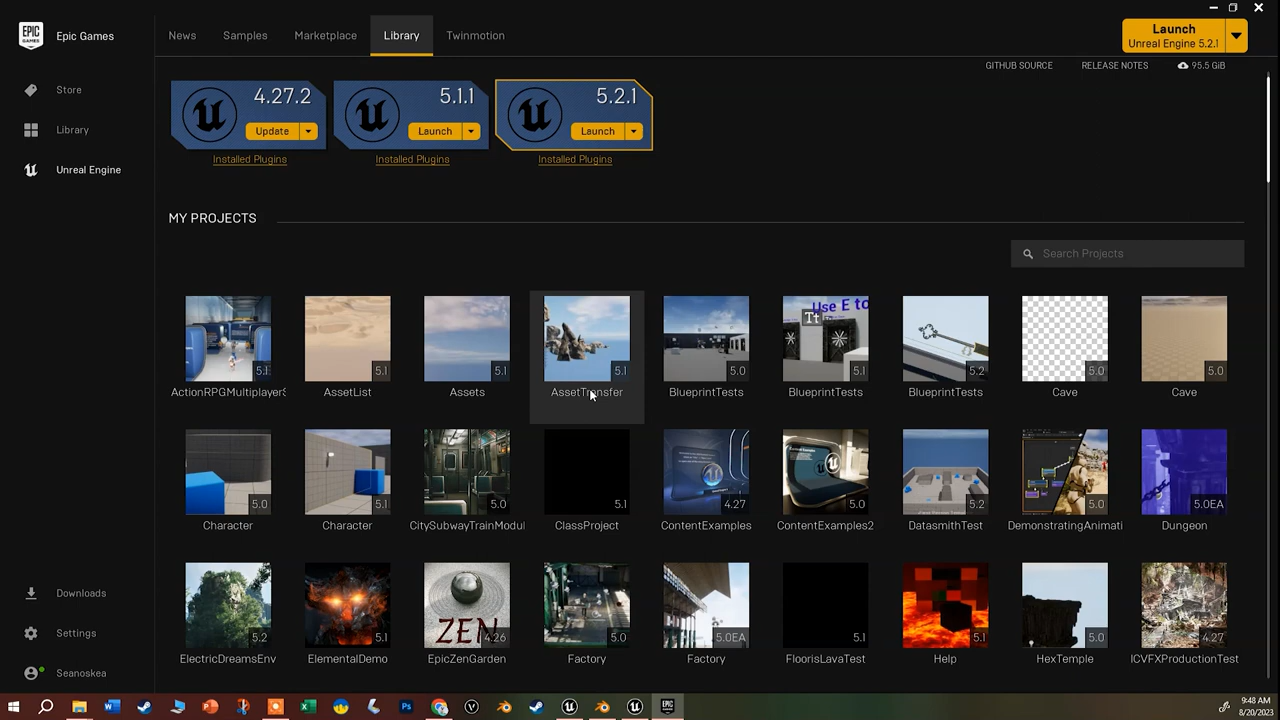 EPIC GAMES
Epic Games
News
Samples
Marketplace
Library
Twinmotion
Launch
Unreal Engine 5.2.1
GITHUB SOURCE
RELEASE NOTES
95.5 GiB
Store
Library
Unreal Engine
4.27.2
Update
Installed Plugins
5.1.1
Launch
Installed Plugins
5.2.1
Launch
Installed Plugins
MY PROJECTS
Search Projects
5.1
5.1
5.1
5.1
5.0
Use E to
Tt
5.1
5.2
5.0
5.0
ActionRPGMultiplayerS
AssetList
Assets
AssetTransfer
BlueprintTests
BlueprintTests
BlueprintTests
Cave
Cave
5.0
5.1
5.0
5.1
4.27
5.0
5.2
5.0
5.0EA
Character
Character
CitySubwayTrainModul
ClassProject
ContentExamples
ContentExamples2
DatasmithTest
DemonstratingAnimati
Dungeon
5.2
5.1
ZEN
4.26
5.0
5.0EA
5.1
5.1
5.0
4.27
ElectricDreamsEnv
ElementalDemo
EpicZenGarden
Factory
Factory
FloorisLavaTest
Help
HexTemple
ICVFXProductionTest
Downloads
Settings
Seanoskea
9:48 AM
8/20/2023